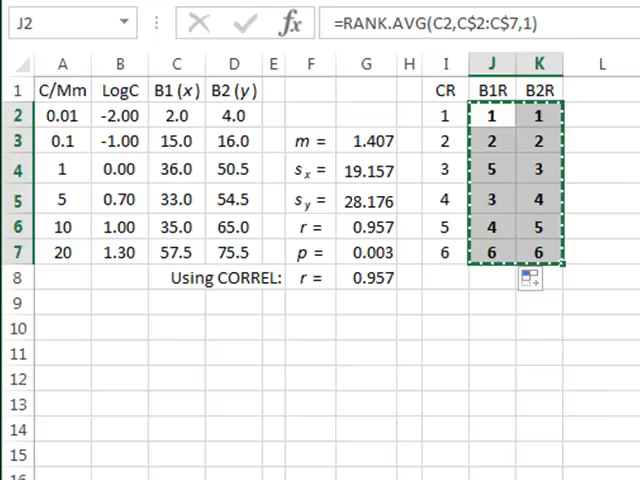 J2 =RANK.AVG(C2,C$2:C$7,1)
A B C D E F G H I J K L
1 C/Mm LogC B1 (x) B2 (y) CR B1R B2R
2 0.01 -2.00 2.0 4.0 1 1 1
3 0.1 -1.00 15.0 16.0 m = 1.407 2 2 2
4 1 0.00 36.0 50.5 sx = 19.157 3 5 3
5 5 0.70 33.0 54.5 sy = 28.176 4 3 4
6 10 1.00 35.0 65.0 r = 0.957 5 4 5
7 20 1.30 57.5 75.5 p = 0.003 6 6 6
8 Using CORREL: r = 0.957
9
10
11
12
13
14
15
16